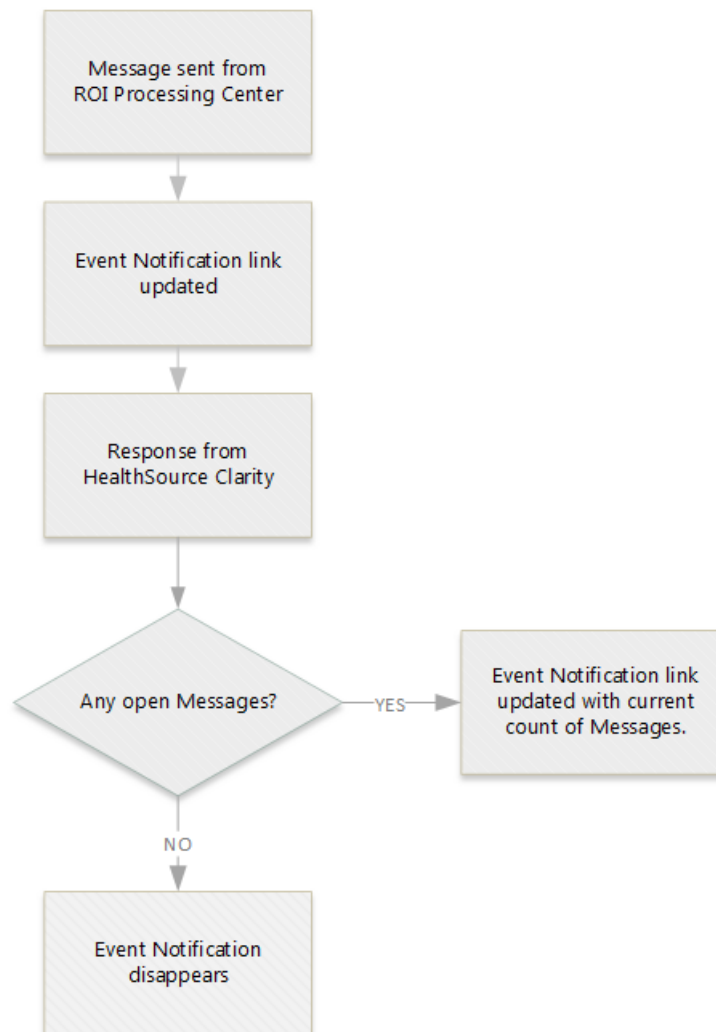 Message sent from
ROI Processing Center
Event Notification link
updated
Response from
HealthSource Clarity
Any open Messages?
YES
Event Notification link
updated with current
count of Messages.
NO
Event Notification
disappears